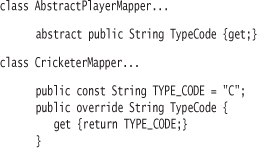 class AbstractPlayerMapper...
abstract public String TypeCode {get;}
class CricketerMapper...
public const String TYPE_CODE = "C";
public override String TypeCode {
get {return TYPE_CODE;}
}